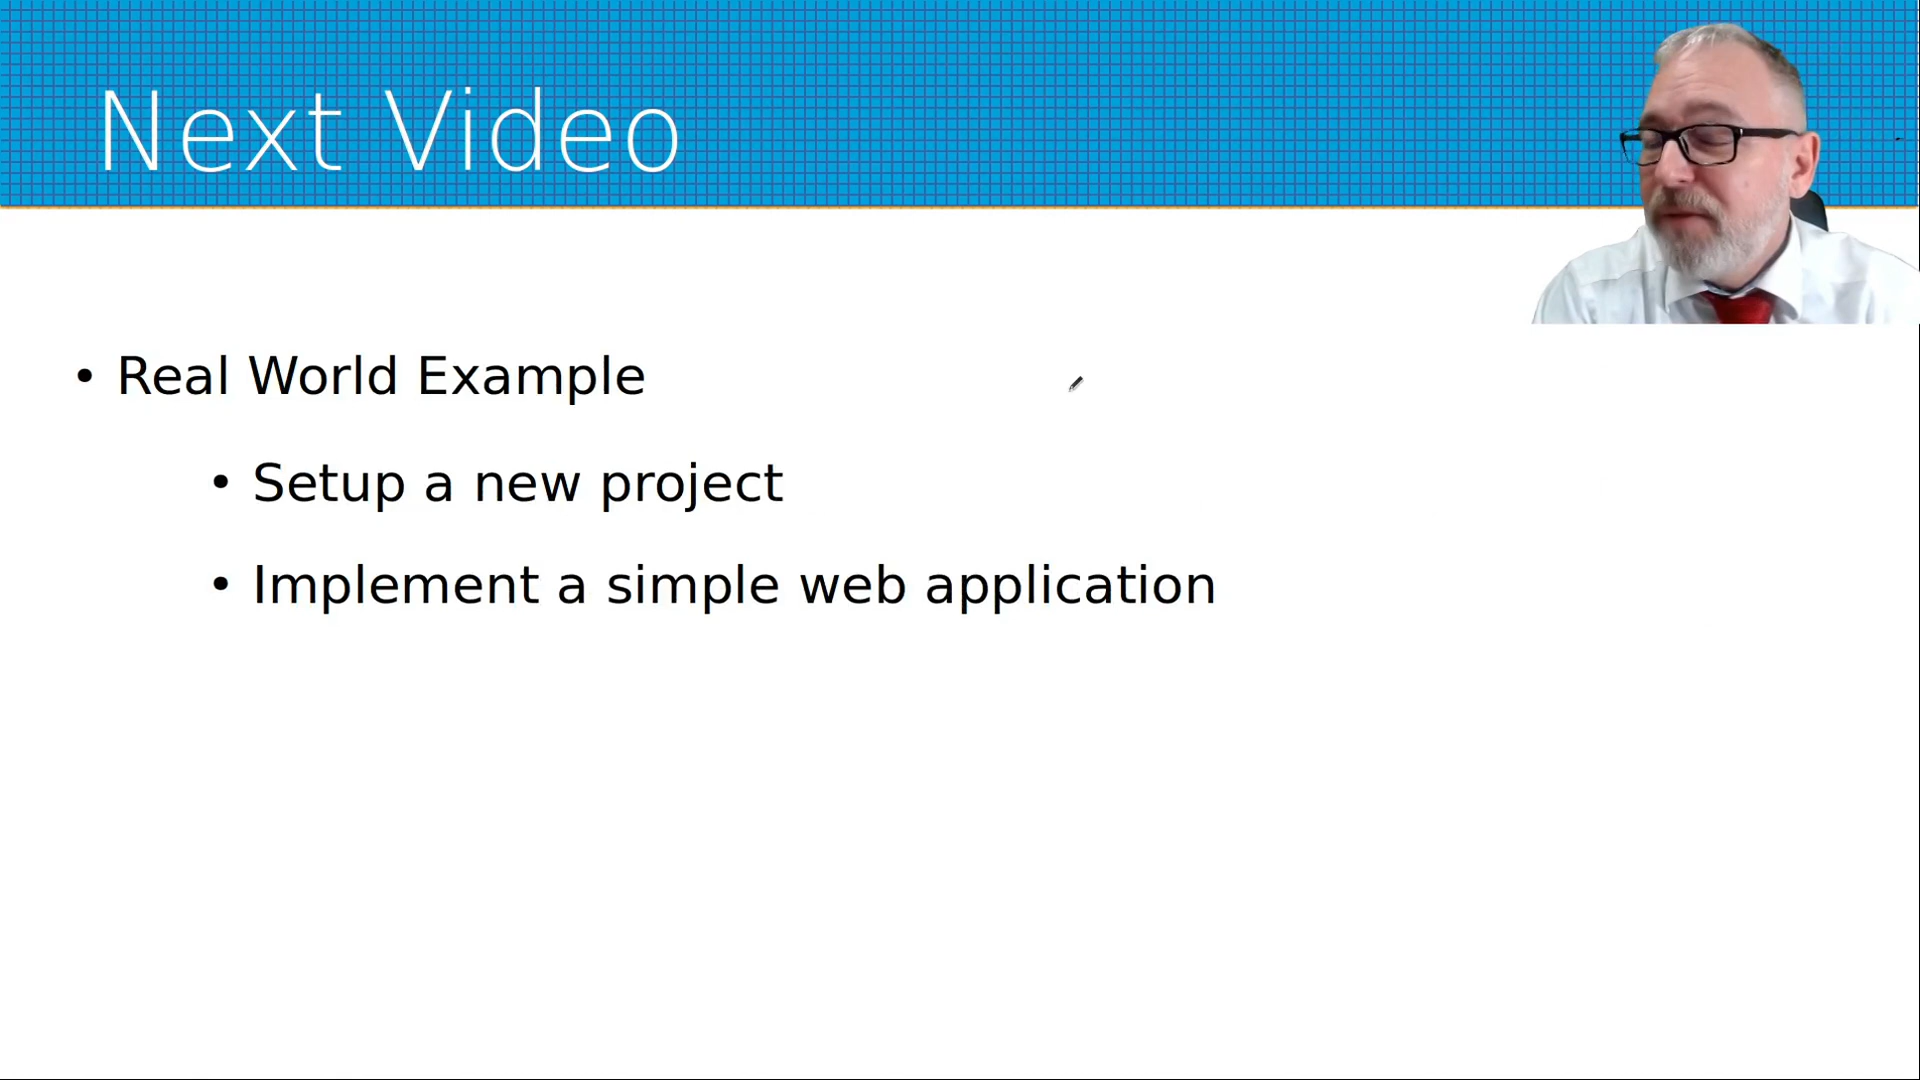 Next Video
• Real World Example
• Setup a new project
• Implement a simple web application